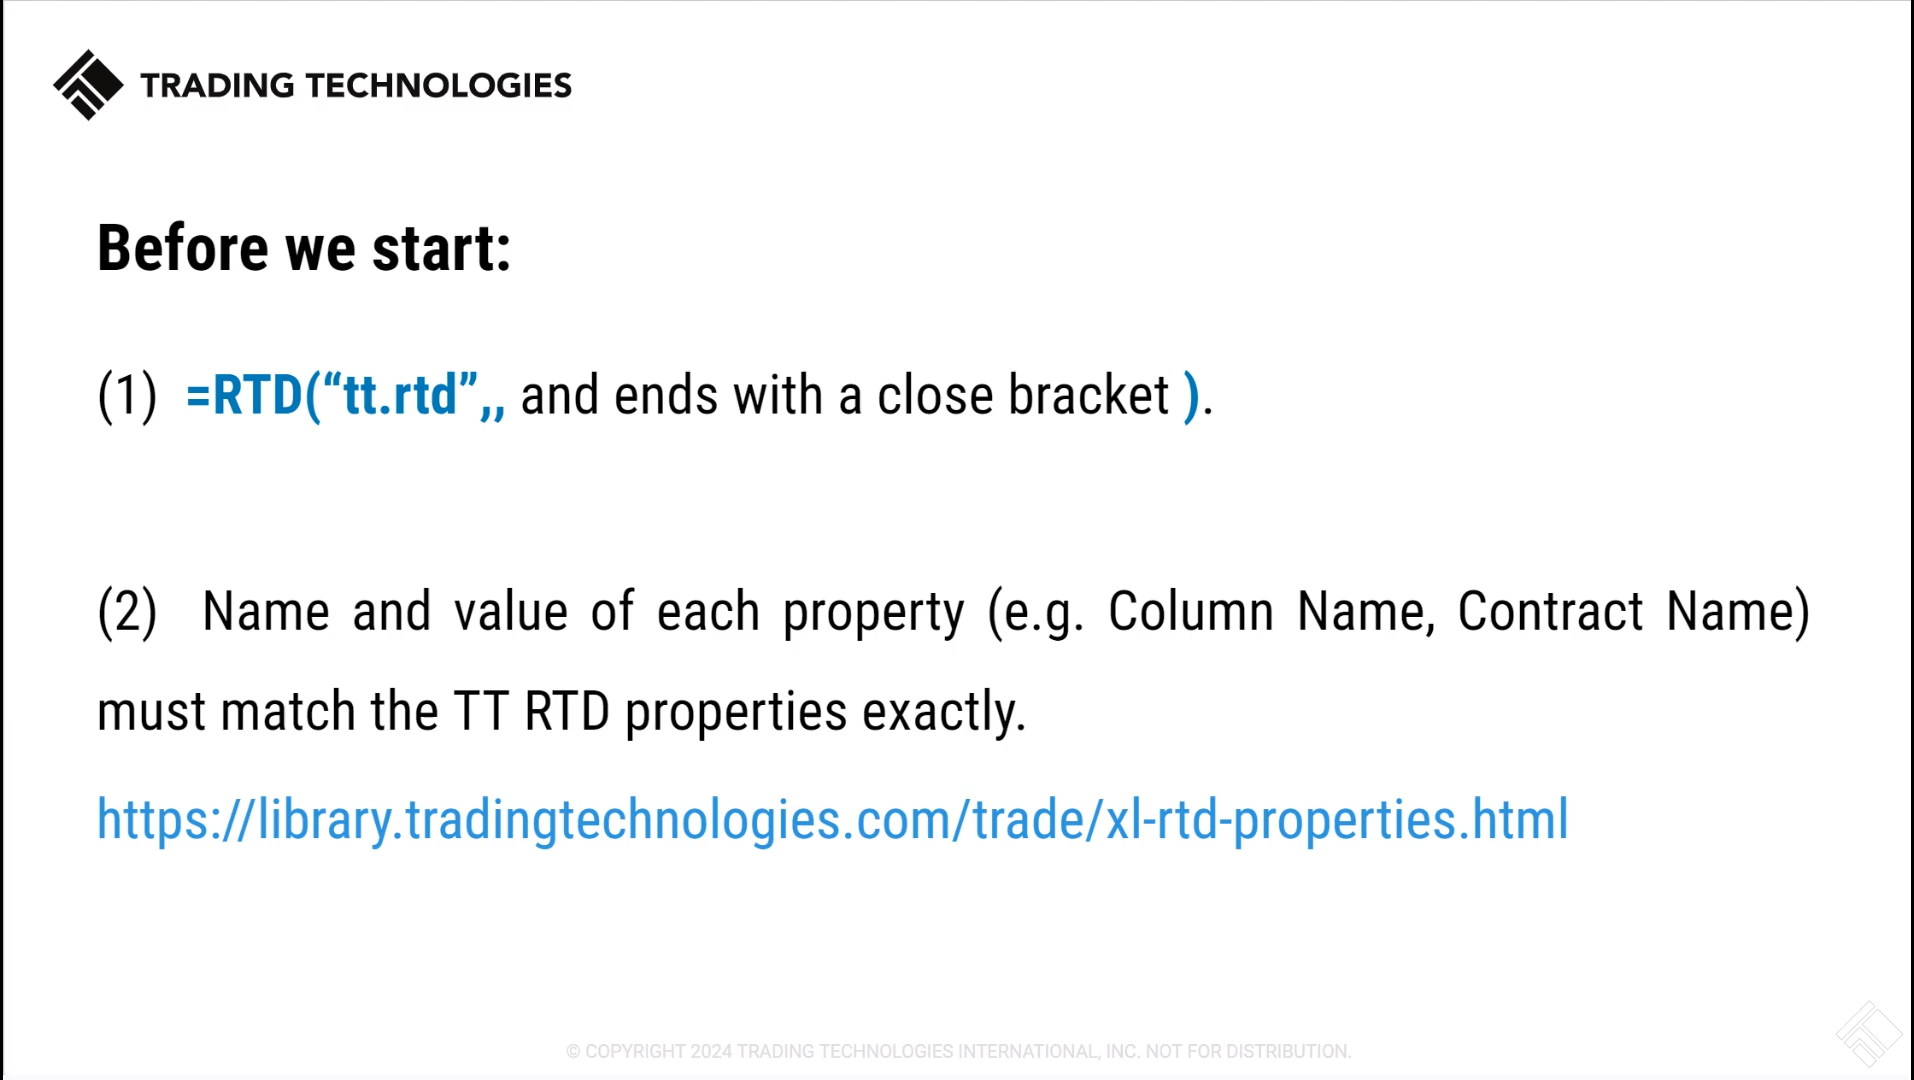 TRADING TECHNOLOGIES
Before we start:
(1) =RTD(“tt.rtd”,, and ends with a close bracket ).
(2) Name and value of each property (e.g. Column Name, Contract Name)
must match the TT RTD properties exactly.
https://library.tradingtechnologies.com/trade/xl-rtd-properties.html
© COPYRIGHT 2024 TRADING TECHNOLOGIES INTERNATIONAL, INC. NOT FOR DISTRIBUTION.